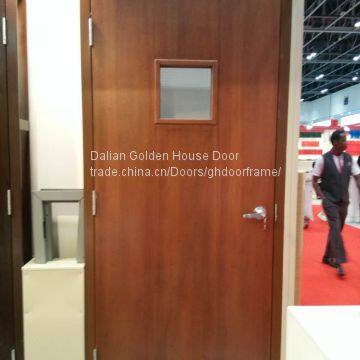 Dalian Golden House Door
trade.china.cn/Doors/ghdoorframe/